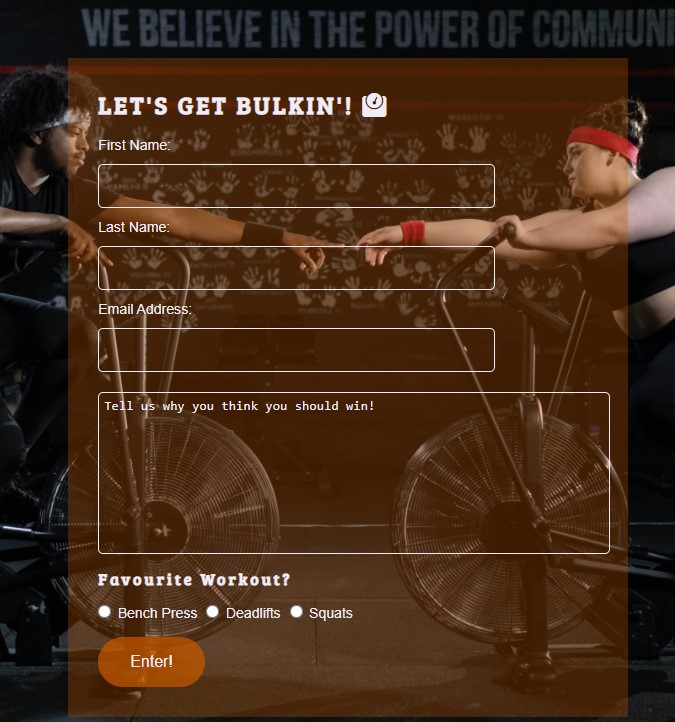 WE BELIEVE IN THE POWER OF COMMUNI
LET'S GET BULKIN'!
First Name:
Last Name:
Email Address:
Tell us why you think you should win!
Favourite Workout?
Bench Press Deadlifts Squats
Enter!